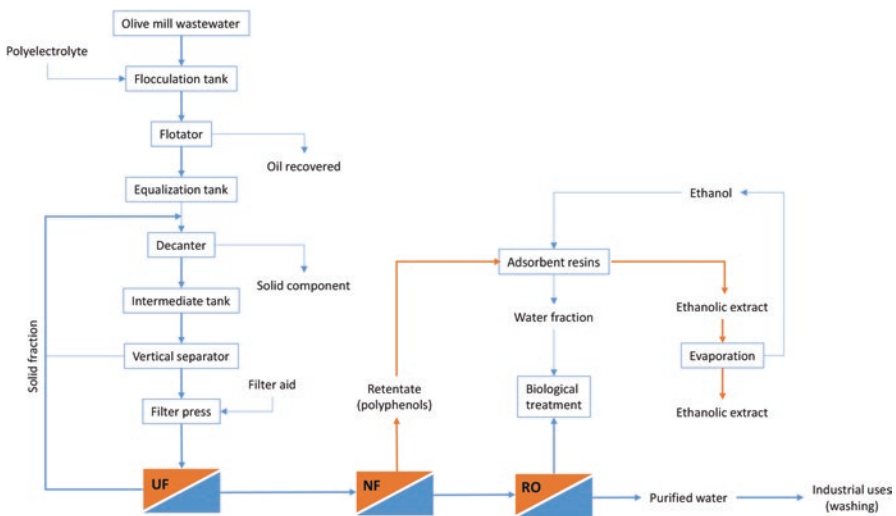 Olive mill wastewater
Polyelectrolyte
Flocculation tank
Flotator
Oil recovered
Equalization tank
Ethanol
Decanter
Adsorbent resins
Solid component
Intermediate tank
Ethanolic extract
Water fraction
Solid fraction
Vertical separator
Evaporation
Filter aid
Retentate
(polyphenols)
Biological
treatment
Filter press
Ethanolic extract
UF
NF
RO
Purified water
Industrial uses
(washing)